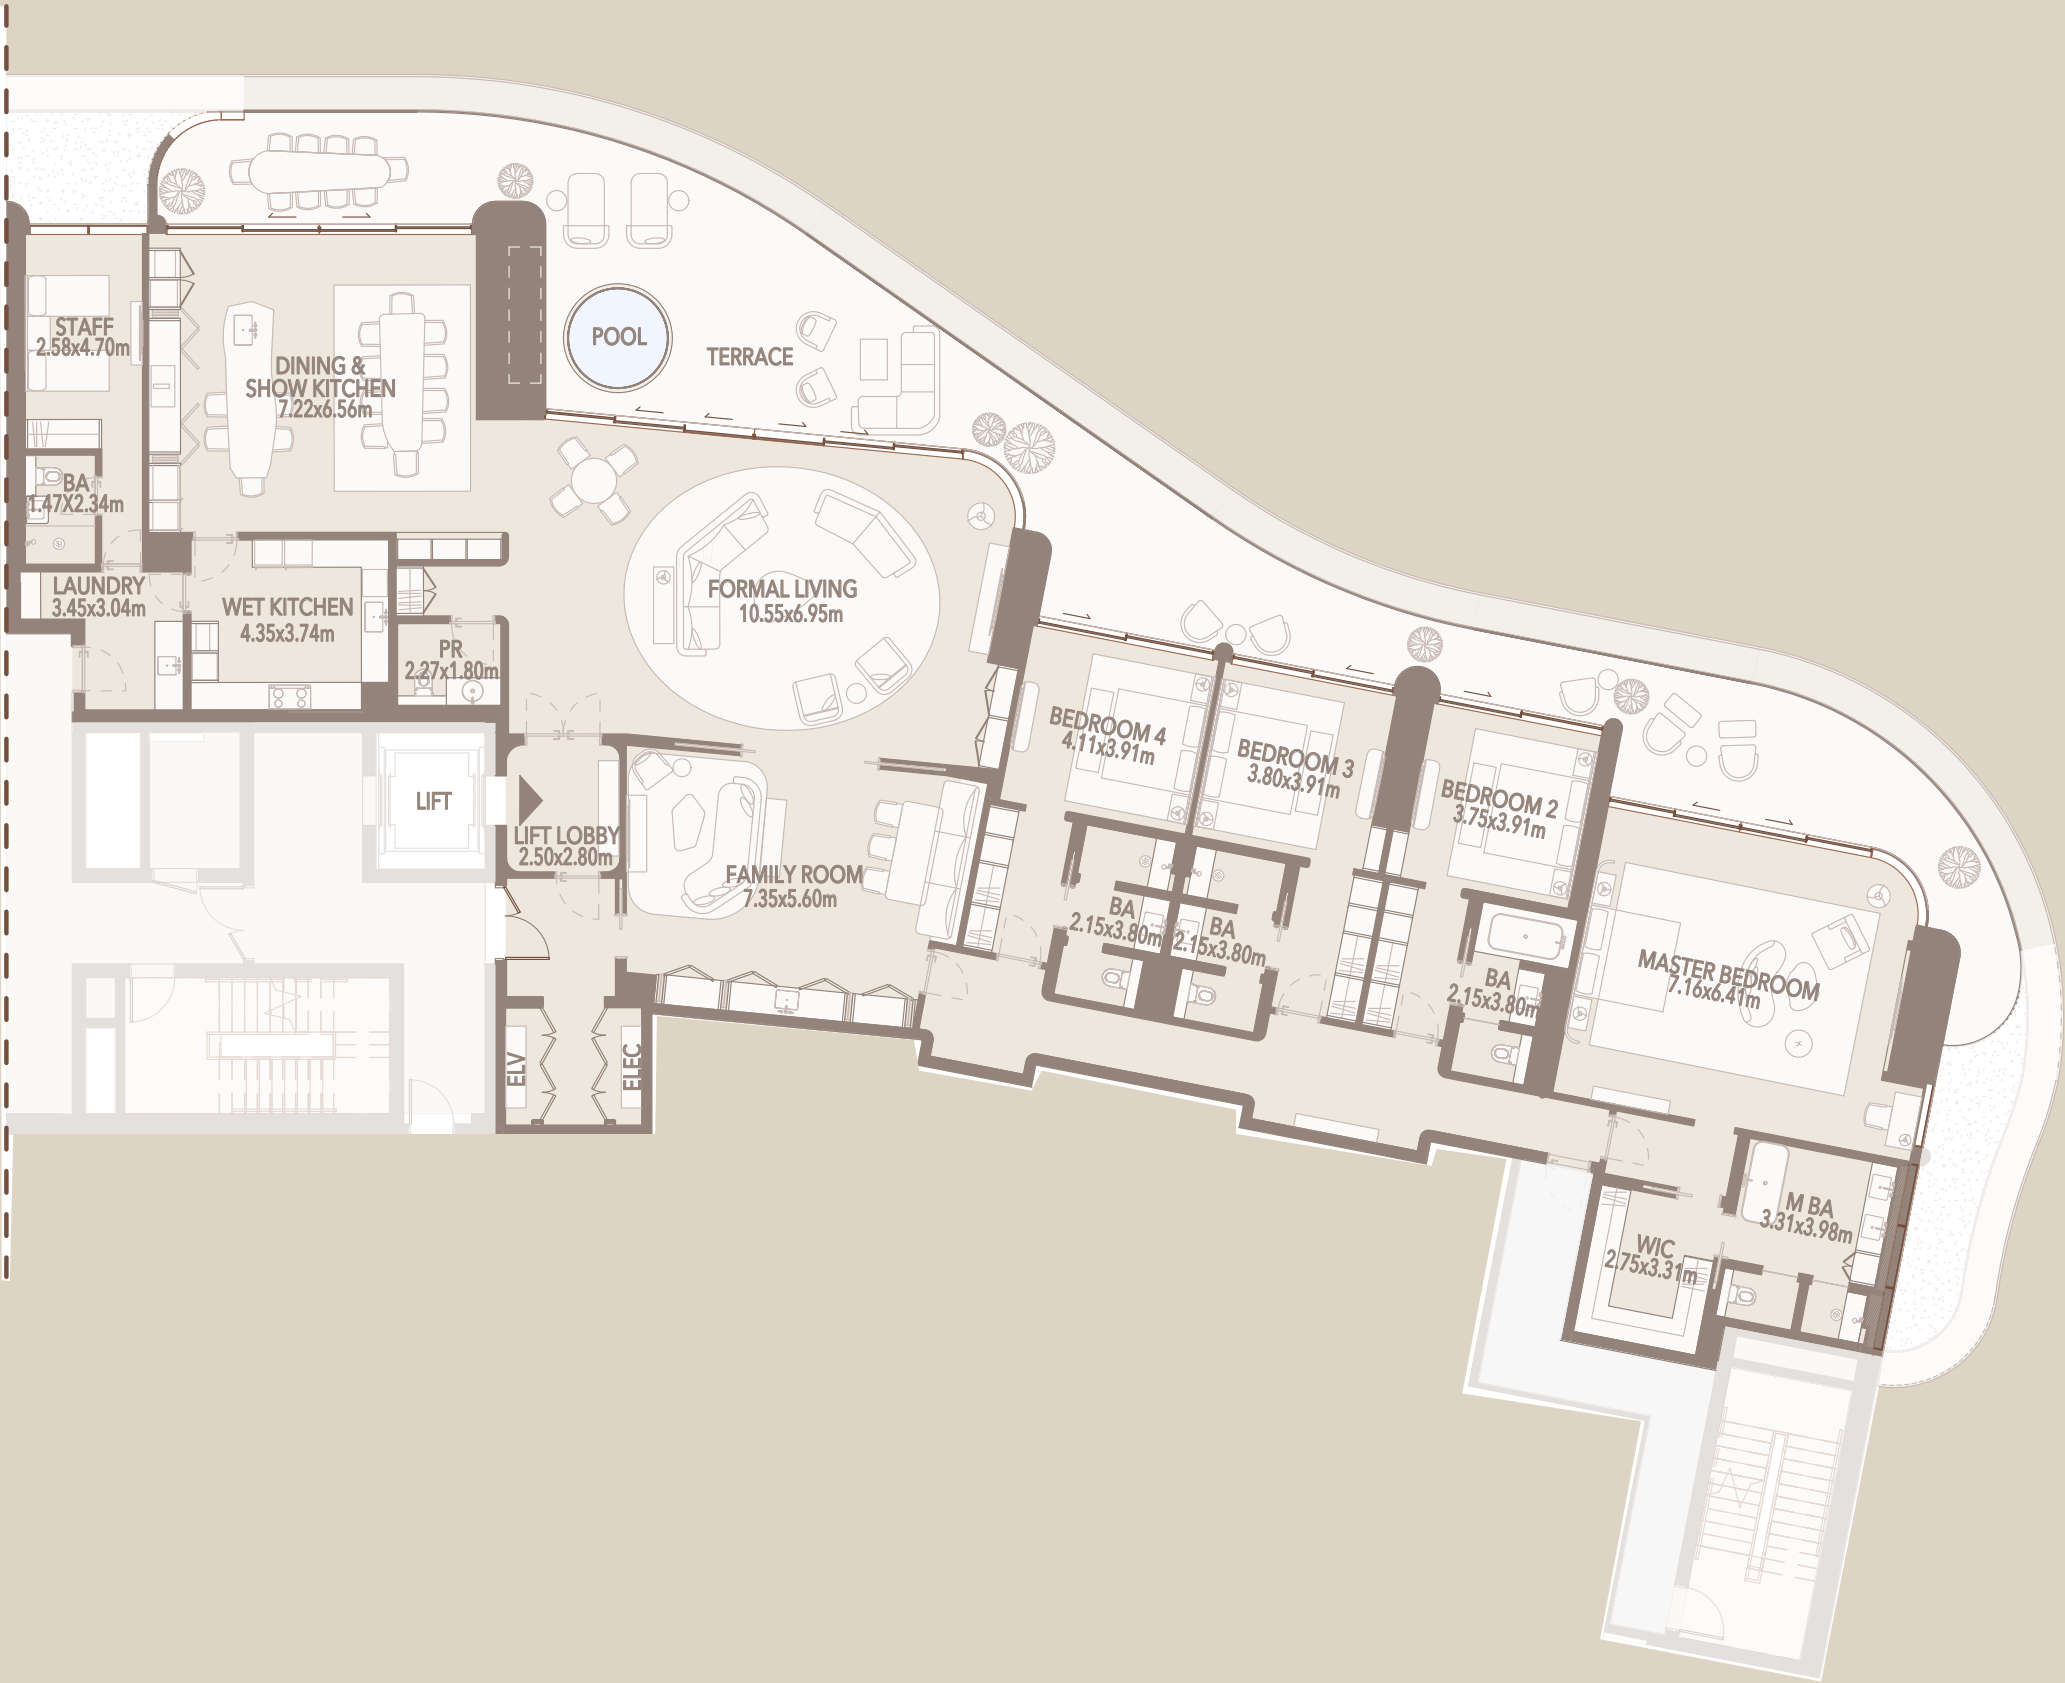 STAFF
2.58x4.70m
DINING &
SHOW KITCHEN
7.22x6.56m
POOL
TERRACE
BA
1.47X2.34m
LAUNDRY
3.45x3.04m
WET KITCHEN
4.35x3.74m
PR
2.27x1.80m
FORMAL LIVING
10.55x6.95m
LIFT
LIFT LOBBY
2.50x2.80m
FAMILY ROOM
7.35x5.60m
BEDROOM 4
4.11x3.91m
BEDROOM 3
3.80x3.91m
BEDROOM 2
3.75x3.91m
BA
2.15x3.80m
BA
2.15x3.80m
BA
2.15x3.80m
MASTER BEDROOM
7.16x6.41m
ELV
ELEC
M BA
3.31x3.98m
WIC
2.75x3.31m